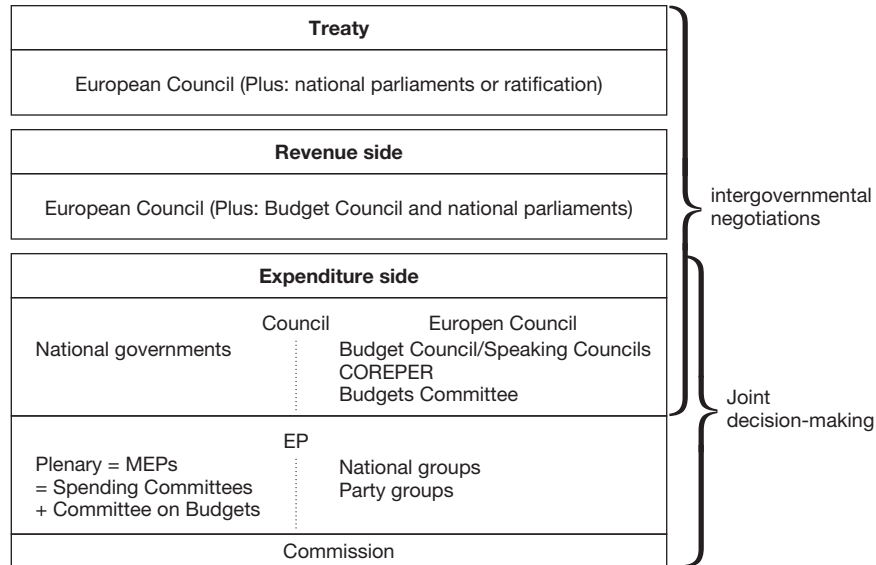 Treaty
European Council (Plus: national parliaments or ratification)
Revenue side
European Council (Plus: Budget Council and national parliaments)
intergovernmental
negotiations
Expenditure side
Council
Europen Council
National governments
Budget Council/Speaking Councils
COREPER
Budgets Committee
Joint
decision-making
EP
Plenary = MEPs
= Spending Committees
+ Committee on Budgets
National groups
Party groups
Commission